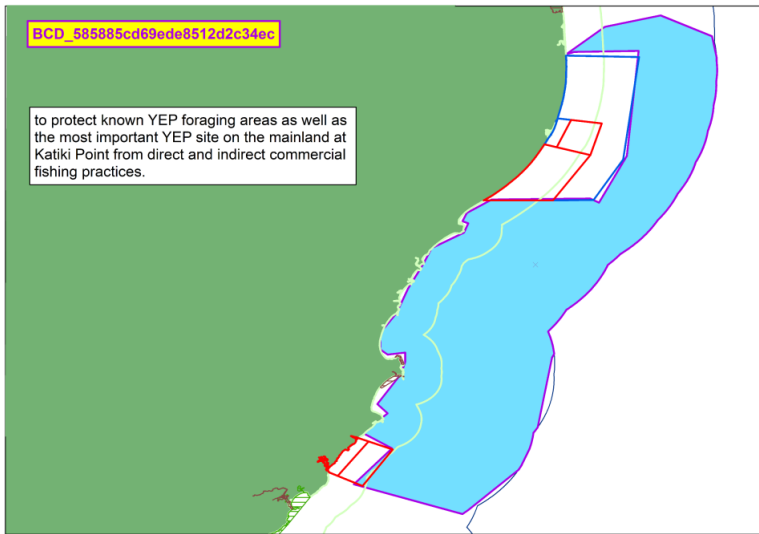 BCD_585885cd69ede8512d2c34ec
to protect known YEP foraging areas as well as
the most important YEP site on the mainland at
Katiki Point from direct and indirect commercial
fishing practices.